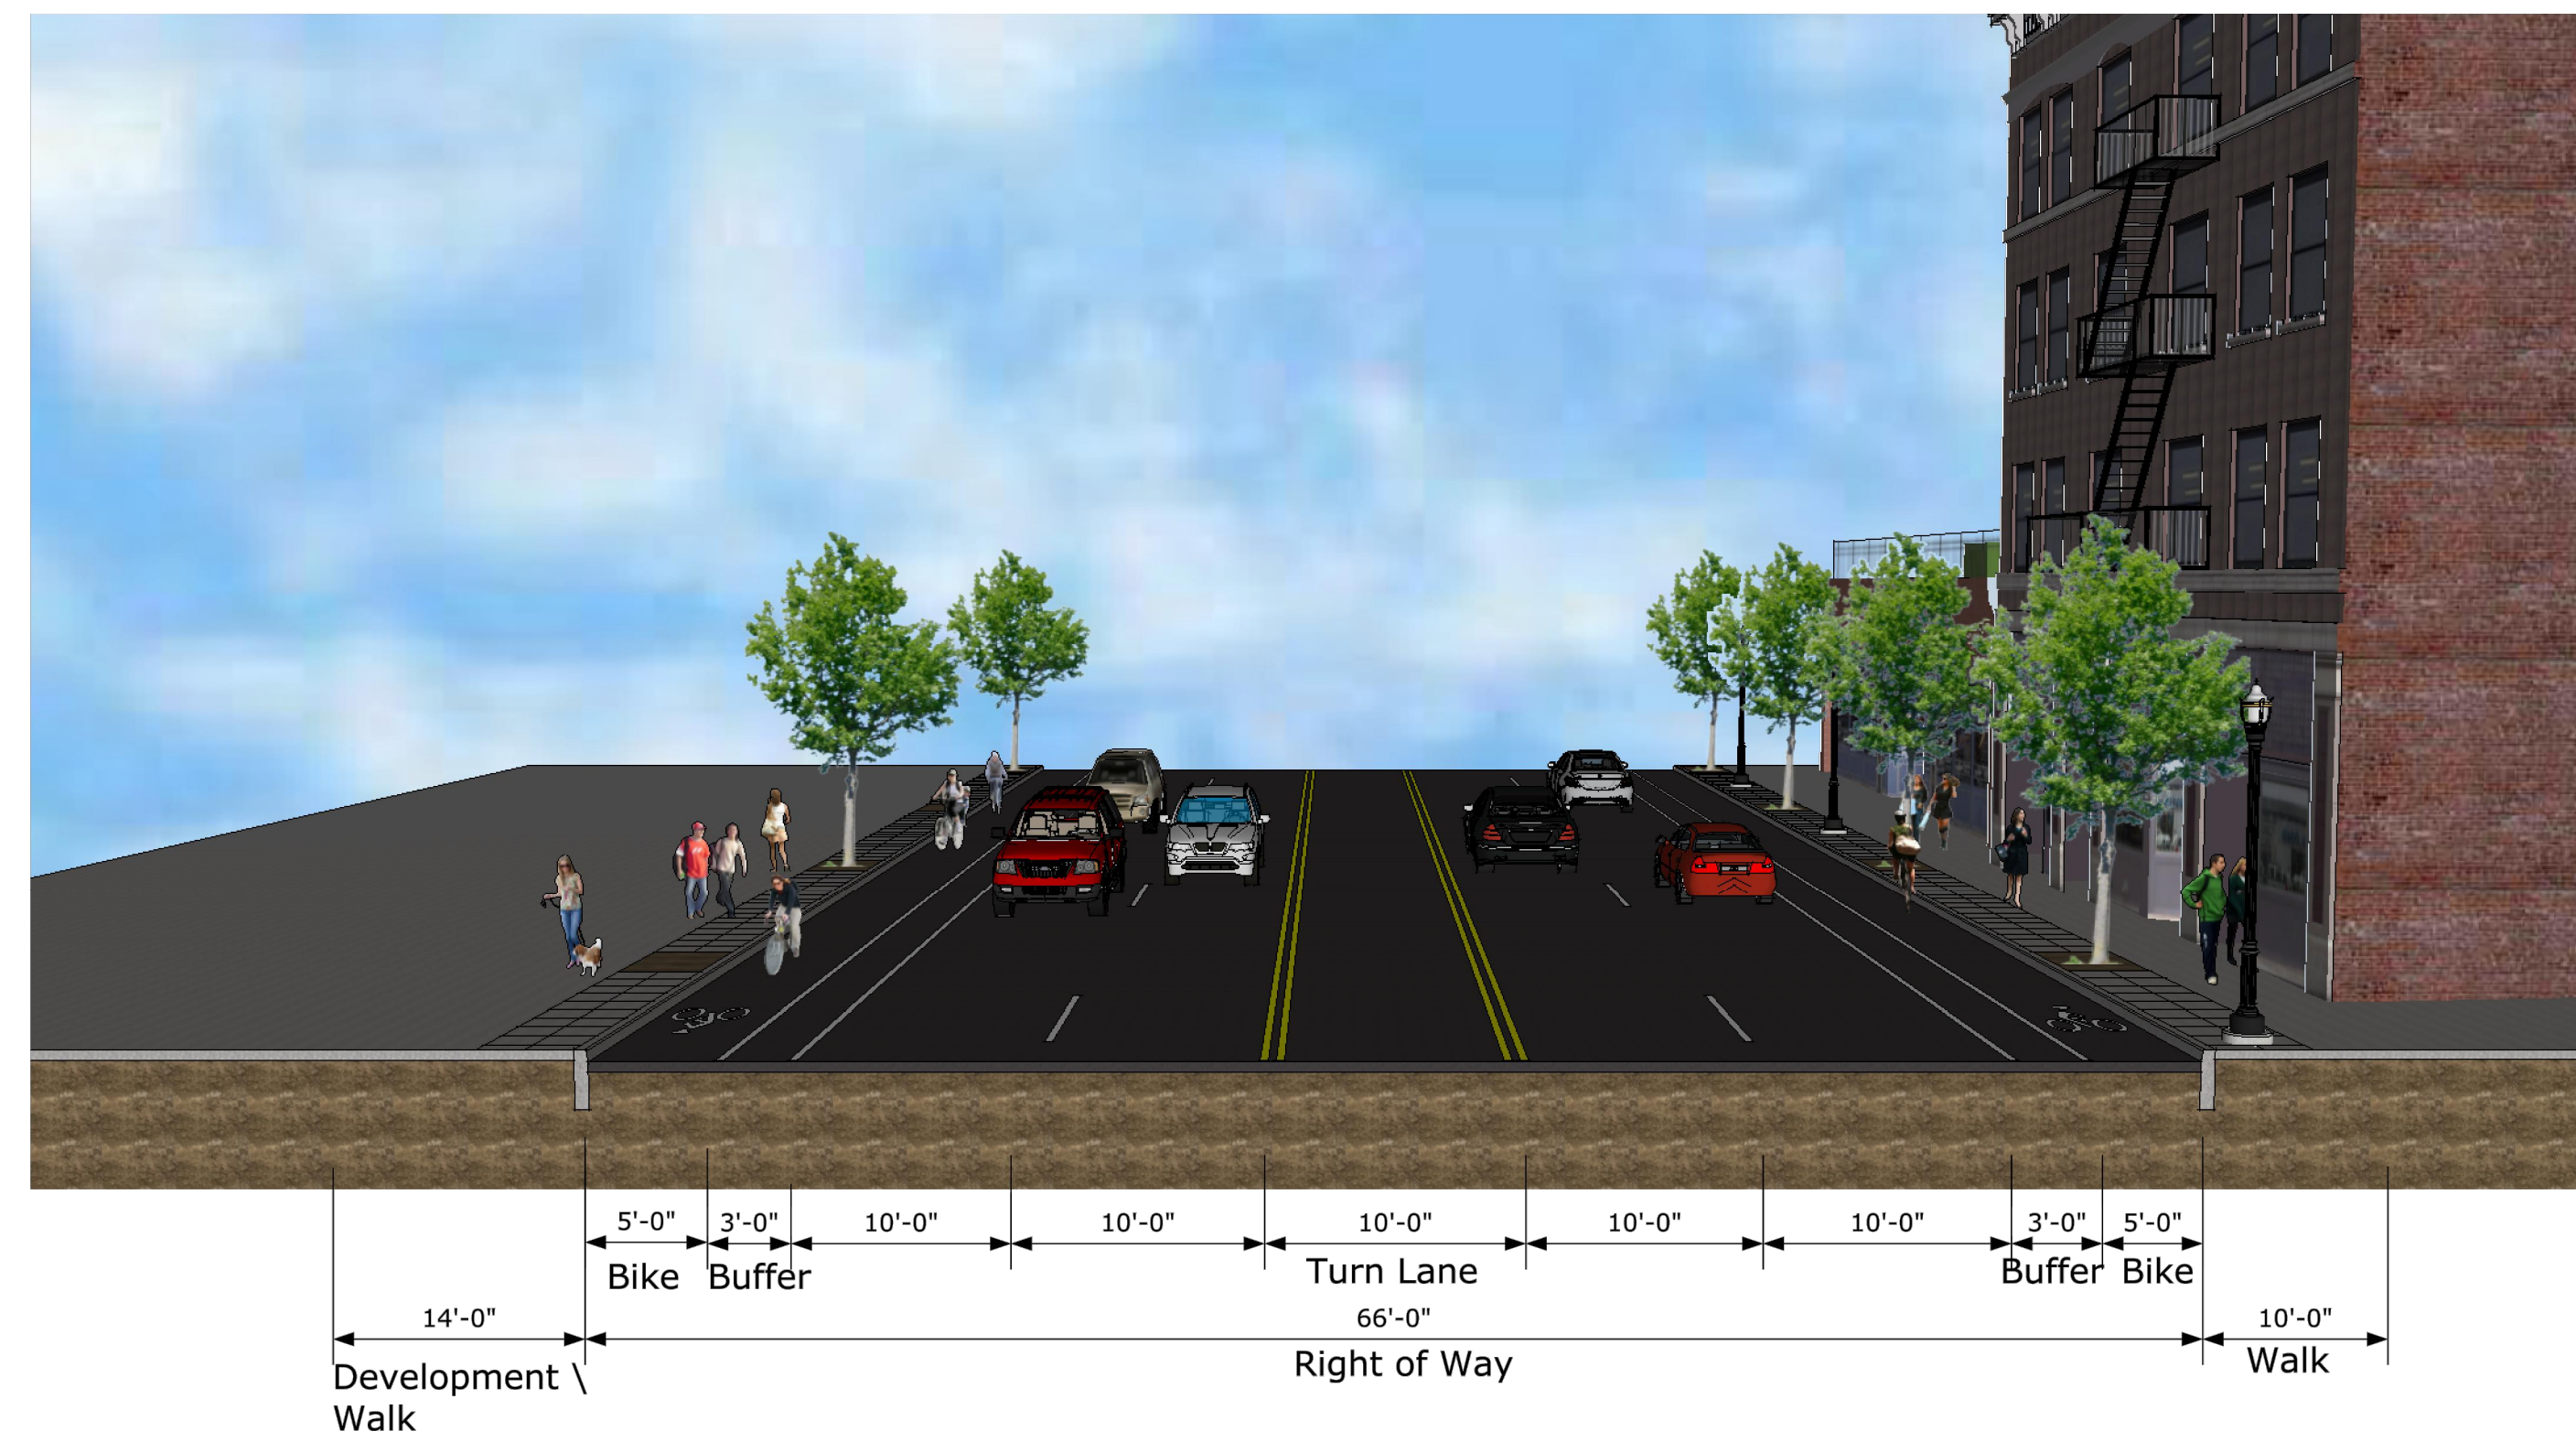 5'-0" 3'-0" 10'-0" 10'-0" 10'-0" 10'-0" 10'-0" 3'-0" 5'-0"
Bike Buffer Turn Lane Buffer Bike
14'-0" 66'-0" 10'-0"
Development \ Right of Way Walk
Walk